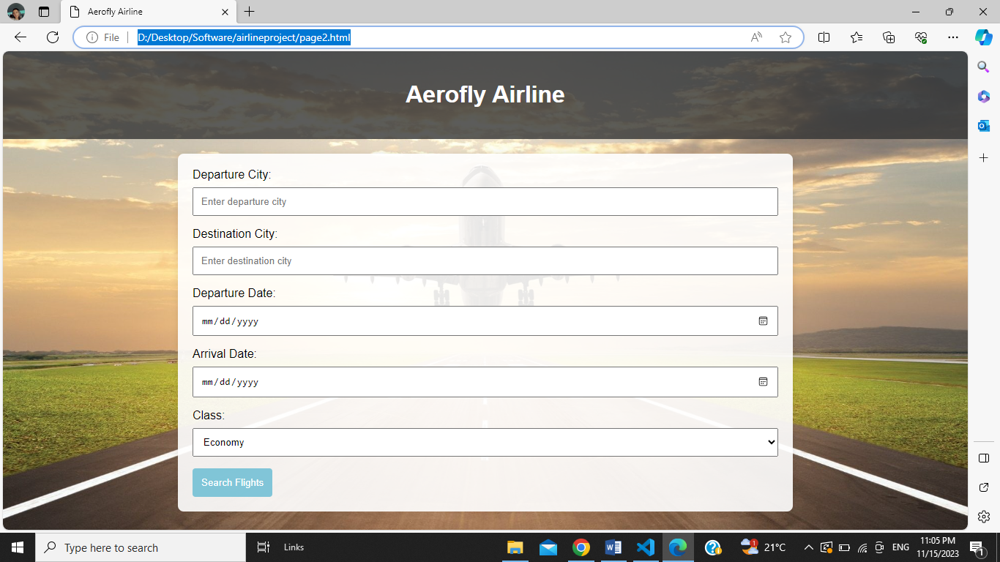 Aerofly Airline
File
D:/Desktop/Software/airlineproject/page2.html
Aerofly Airline
Departure City:
Enter departure city
Destination City:
Enter destination city
Departure Date:
mm/dd/yyyy
Arrival Date:
mm/dd/yyyy
Class:
Economy
Search Flights
Type here to search
Links
1
21°C
ENG
11:05 PM
11/15/2023
1